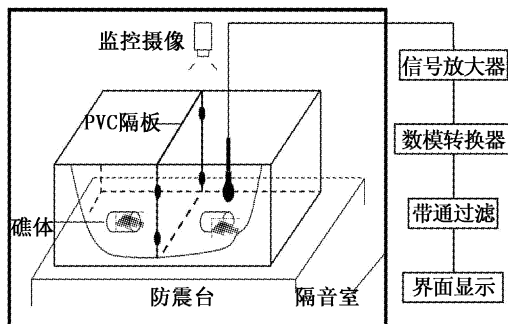 监控摄像
信号放大器
PVC隔板
数模转换器
礁体
带通过滤
防震台
隔音室
界面显示